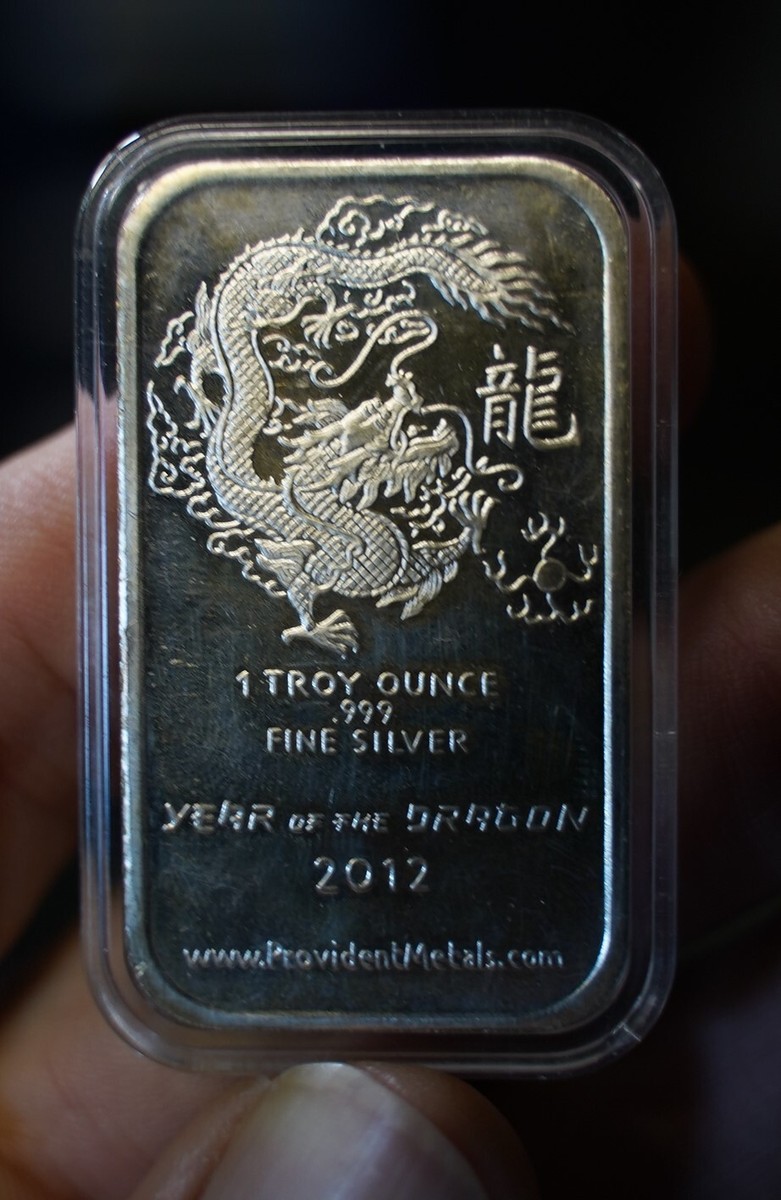 龍
1 TROY OUNCE
.999
FINE SILVER
YEAR OF THE DRAGON
2012
www.ProvidentMetals.com